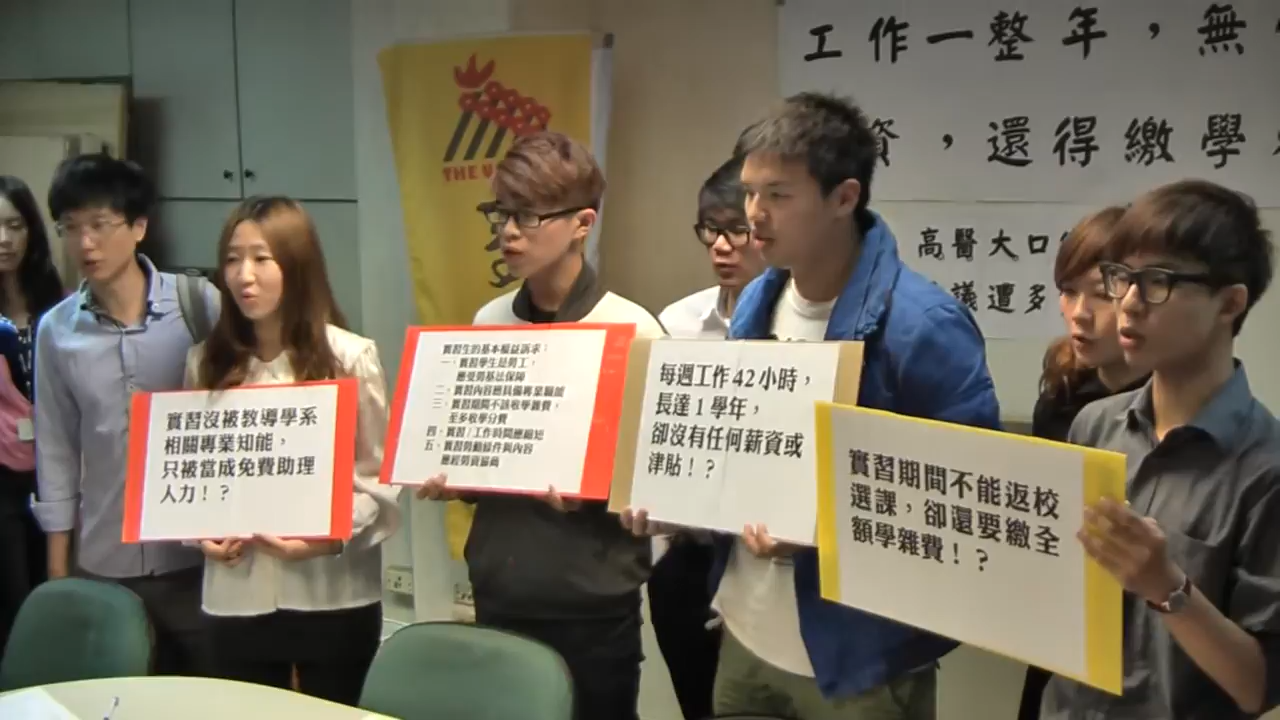 工作一整年，無
資，還得繳學
高醫大口
議遭多
THE U
實習沒被教導學系
相關專業知能，
只被當成免費助理
人力！？
實習生的基本權益訴求：
一、實習學生是勞工，
應受勞基法保障
二、實習內容應具備專業職能
三、實習期間不該收學雜費，
至多收學分費
四、實習/工作時間應縮短
五、實習勞動條件與內容
應經勞資協商
每週工作42小時，
長達1學年，
卻沒有任何薪資或
津貼！？
實習期間不能返校
選課，卻還要繳全
額學雜費！？